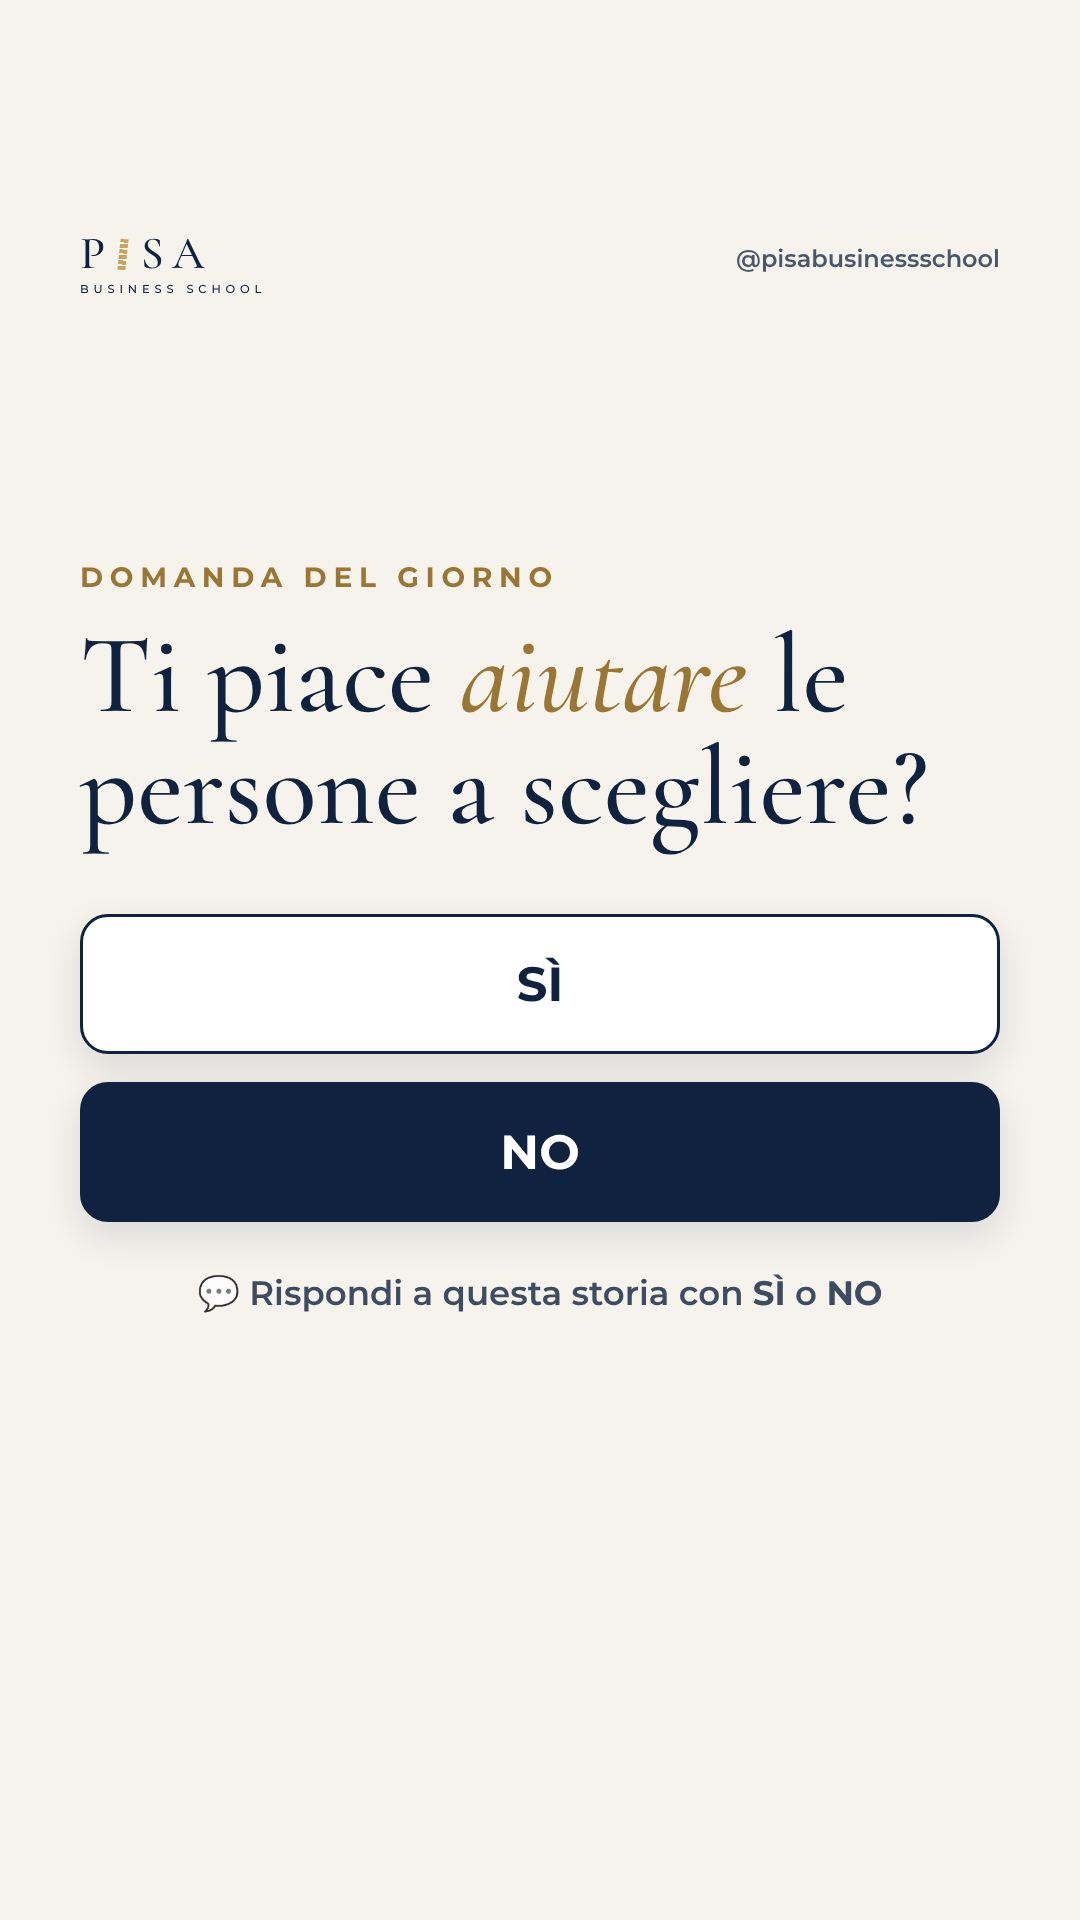 PISA
BUSINESS SCHOOL
@pisabusinessschool
DOMANDA DEL GIORNO
Ti piace aiutare le
persone a scegliere?
SÌ
NO
💬 Rispondi a questa storia con SÌ o NO